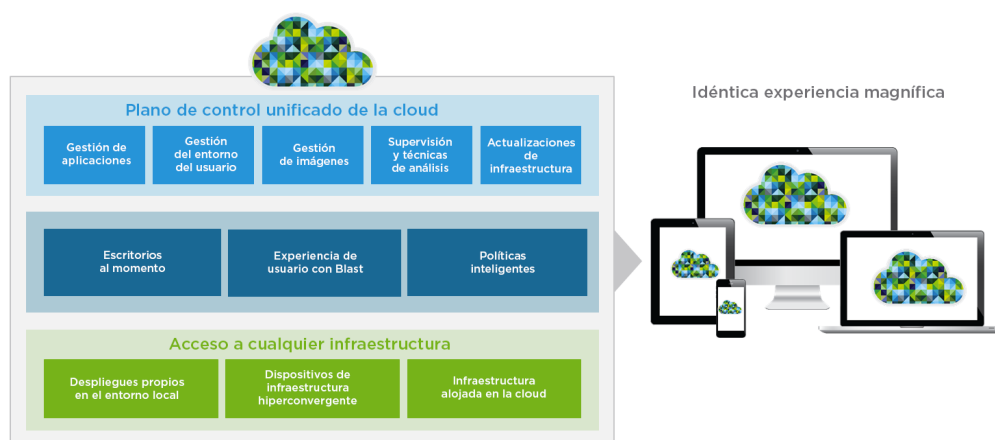 Plano de control unificado de la cloud
Gestión de
aplicaciones
Gestión
del entorno
del usuario
Gestión
de imágenes
Supervisión
y técnicas
de análisis
Actualizaciones
de
infraestructura
Escritorios
al momento
Experiencia de
usuario con Blast
Políticas
inteligentes
Acceso a cualquier infraestructura
Despliegues propios
en el entorno local
Dispositivos de
infraestructura
hiperconvergente
Infraestructura
alojada en la cloud
Idéntica experiencia magnífica